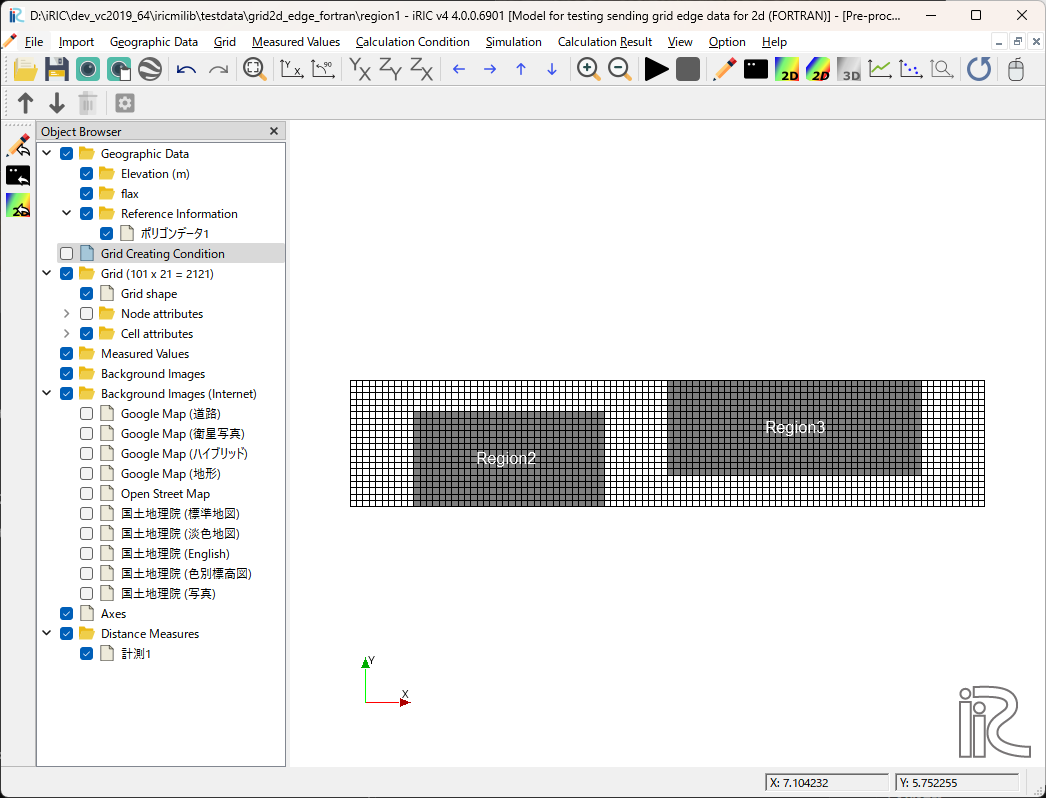 D:\iRIC\dev_vc2019_64\iricmilib\testdata\grid2d_edge_fortran\region1 - iRIC v4 4.0.0.6901 [Model for testing sending grid edge data for 2d (FORTRAN)] - [Pre-proc...
File Import Geographic Data Grid Measured Values Calculation Condition Simulation Calculation Result View Option Help
Y X -90° YX ZY ZX 2D 2D 3D
Object Browser
Geographic Data
Elevation (m)
flax
Reference Information
ポリゴンデータ1
Grid Creating Condition
Grid (101 x 21 = 2121)
Grid shape
Node attributes
Cell attributes
Measured Values
Background Images
Background Images (Internet)
Google Map (道路)
Google Map (衛星写真)
Google Map (ハイブリッド)
Google Map (地形)
Open Street Map
国土地理院 (標準地図)
国土地理院 (淡色地図)
国土地理院 (English)
国土地理院 (色別標高図)
国土地理院 (写真)
Axes
Distance Measures
計測1
Region3
Region2
Y
X
iRIC
X: 7.104232
Y: 5.752255